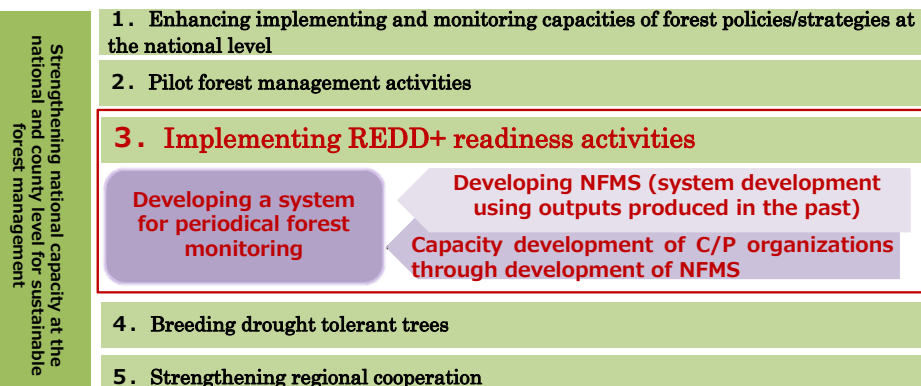 Strengthening national capacity at the
national and county level for sustainable
forest management
1. Enhancing implementing and monitoring capacities of forest policies/strategies at
the national level
2. Pilot forest management activities
3. Implementing REDD+ readiness activities
Developing a system
for periodical forest
monitoring
Developing NFMS (system development
using outputs produced in the past)
Capacity development of C/P organizations
through development of NFMS
4. Breeding drought tolerant trees
5. Strengthening regional cooperation